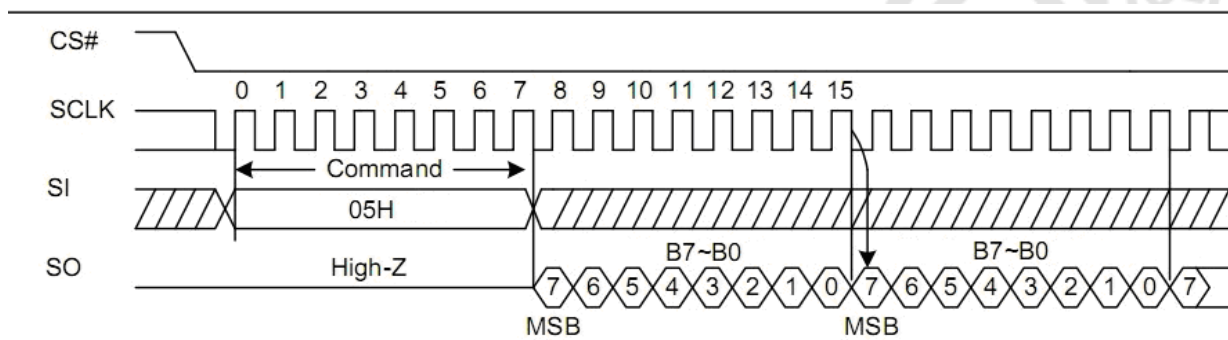 CS#
0 1 2 3 4 5 6 7 8 9 10 11 12 13 14 15
SCLK
Command
SI
05H
B7~B0 B7~B0
SO High-Z
7 6 5 4 3 2 1 0 7 6 5 4 3 2 1 0 7
MSB MSB